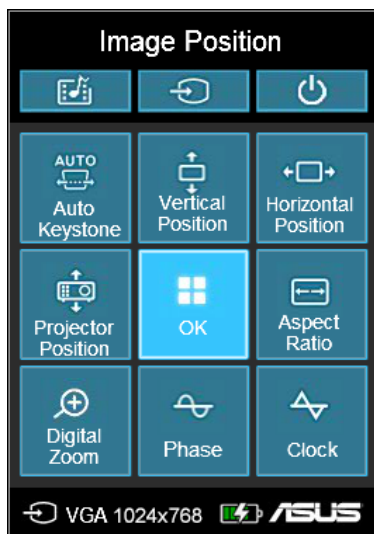 Image Position
AUTO
Auto
Keystone
Vertical
Position
Horizontal
Position
Projector
Position
OK
Aspect
Ratio
Digital
Zoom
Phase
Clock
VGA 1024x768
ASUS